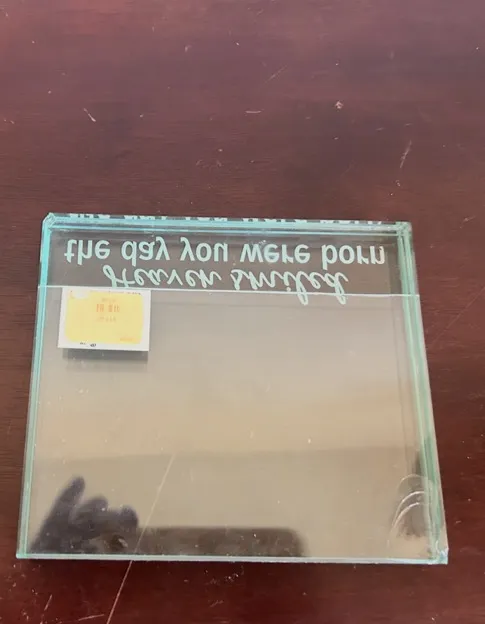 Heaven smiled
the day you were born